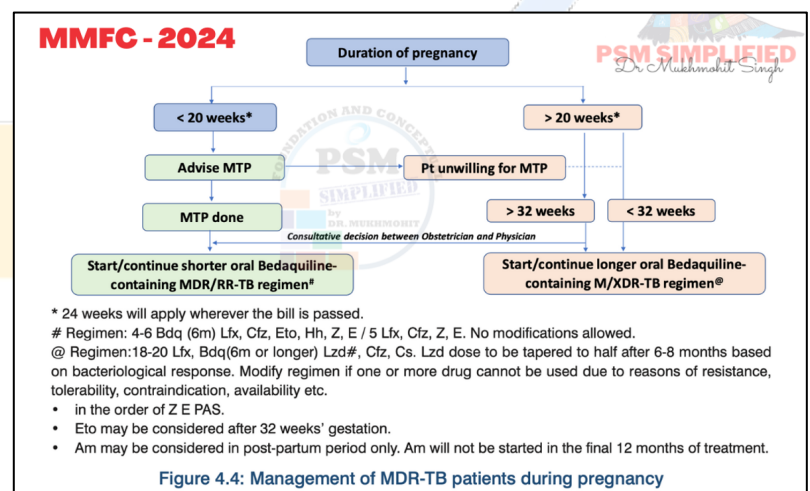 MMFC - 2024
PSM SIMPLIFIED
Dr Mukhmohit Singh
Duration of pregnancy
< 20 weeks*
> 20 weeks*
FOUNDATION AND CONCEPTUAL
PSM
SIMPLIFIED
by
DR. MUKHMOHIT
Advise MTP
Pt unwilling for MTP
MTP done
> 32 weeks
< 32 weeks
Consultative decision between Obstetrician and Physician
Start/continue shorter oral Bedaquiline-
containing MDR/RR-TB regimen#
Start/continue longer oral Bedaquiline-
containing M/XDR-TB regimen@
* 24 weeks will apply wherever the bill is passed.
# Regimen: 4-6 Bdq (6m) Lfx, Cfz, Eto, Hh, Z, E / 5 Lfx, Cfz, Z, E. No modifications allowed.
@ Regimen:18-20 Lfx, Bdq(6m or longer) Lzd#, Cfz, Cs. Lzd dose to be tapered to half after 6-8 months based
on bacteriological response. Modify regimen if one or more drug cannot be used due to reasons of resistance,
tolerability, contraindication, availability etc.
• in the order of Z E PAS.
• Eto may be considered after 32 weeks' gestation.
• Am may be considered in post-partum period only. Am will not be started in the final 12 months of treatment.
Figure 4.4: Management of MDR-TB patients during pregnancy